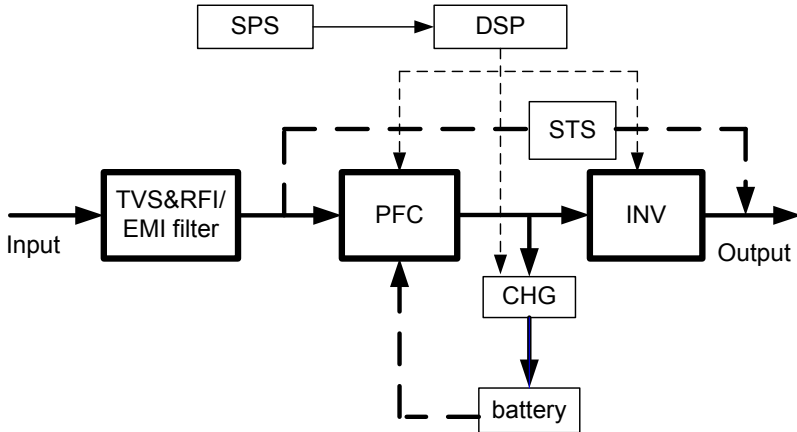 SPS
DSP
STS
TVS&RFI/
EMI filter
PFC
INV
Input
Output
CHG
battery